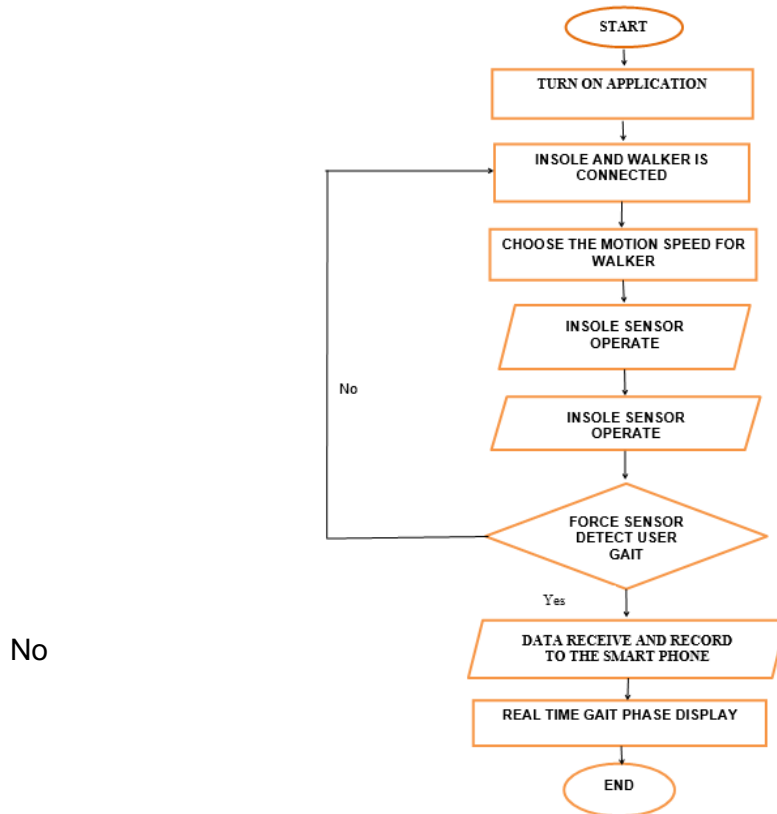 START
TURN ON APPLICATION
INSOLE AND WALKER IS
CONNECTED
CHOOSE THE MOTION SPEED FOR
WALKER
INSOLE SENSOR
OPERATE
No
INSOLE SENSOR
OPERATE
FORCE SENSOR
DETECT USER
GAIT
Yes
No
DATA RECEIVE AND RECORD
TO THE SMART PHONE
REAL TIME GAIT PHASE DISPLAY
END